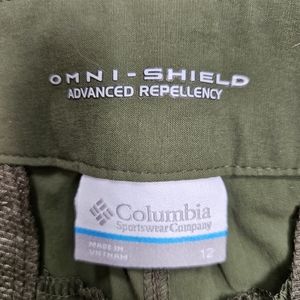 OMNI-SHIELD
ADVANCED REPELLENCY
Columbia
Sportswear Company
MADE IN
VIETNAM
12